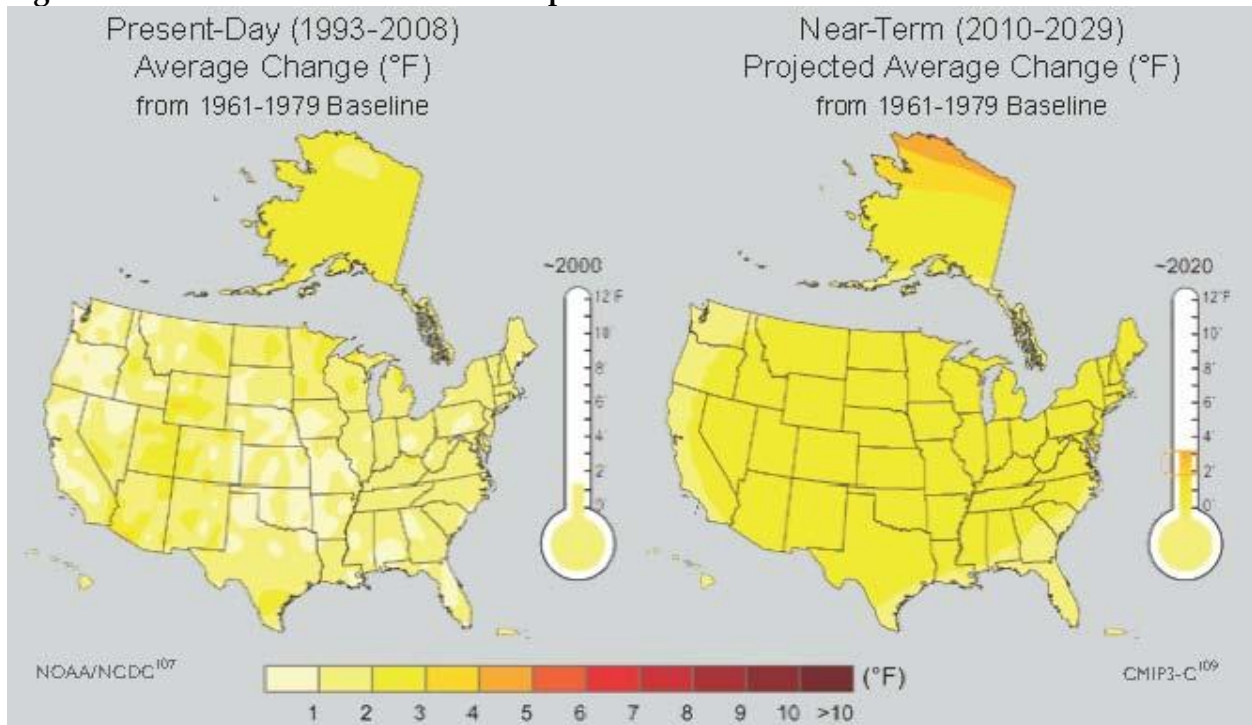 Present-Day (1993-2008)
Average Change (°F)
from 1961-1979 Baseline
Near-Term (2010-2029)
Projected Average Change (°F)
from 1961-1979 Baseline
~2000
12°F
10°
8°
6°
4°
2°
0°
~2020
12°F
10°
8°
6°
4°
2°
0°
NOAA/NCDC107
(°F)
1 2 3 4 5 6 7 8 9 10 >10
CMIP3-C109